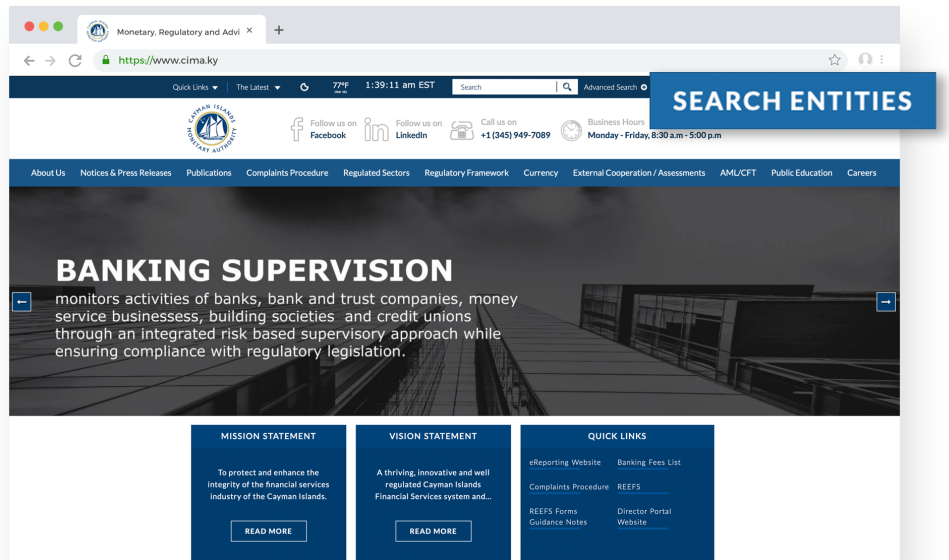 Monetary, Regulatory and Advi ×
https://www.cima.ky
Quick Links The Latest 77°F 1:39:11 am EST Search Advanced Search
SEARCH ENTITIES
CAYMAN ISLANDS
MONETARY AUTHORITY
Follow us on
Facebook
Follow us on
LinkedIn
Call us on
+1 (345) 949-7089
Business Hours
Monday - Friday, 8:30 a.m - 5:00 p.m
About Us Notices & Press Releases Publications Complaints Procedure Regulated Sectors Regulatory Framework Currency External Cooperation / Assessments AML/CFT Public Education Careers
BANKING SUPERVISION
monitors activities of banks, bank and trust companies, money
service businessess, building societies and credit unions
through an integrated risk based supervisory approach while
ensuring compliance with regulatory legislation.
MISSION STATEMENT
To protect and enhance the
integrity of the financial services
industry of the Cayman Islands.
READ MORE
VISION STATEMENT
A thriving, innovative and well
regulated Cayman Islands
Financial Services system and...
READ MORE
QUICK LINKS
eReporting Website Banking Fees List
Complaints Procedure REEFS
REEFS Forms
Guidance Notes
Director Portal
Website